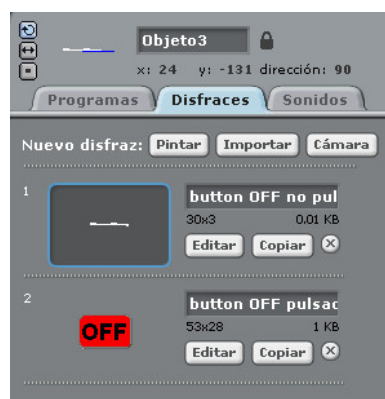 Objeto3
x: 24 y: -131 dirección: 90
Programas Disfraces Sonidos
Nuevo disfraz: Pintar Importar Cámara
1
button OFF no pul
30x3 0.01 KB
Editar Copiar
2
OFF
button OFF pulsac
53x28 1 KB
Editar Copiar